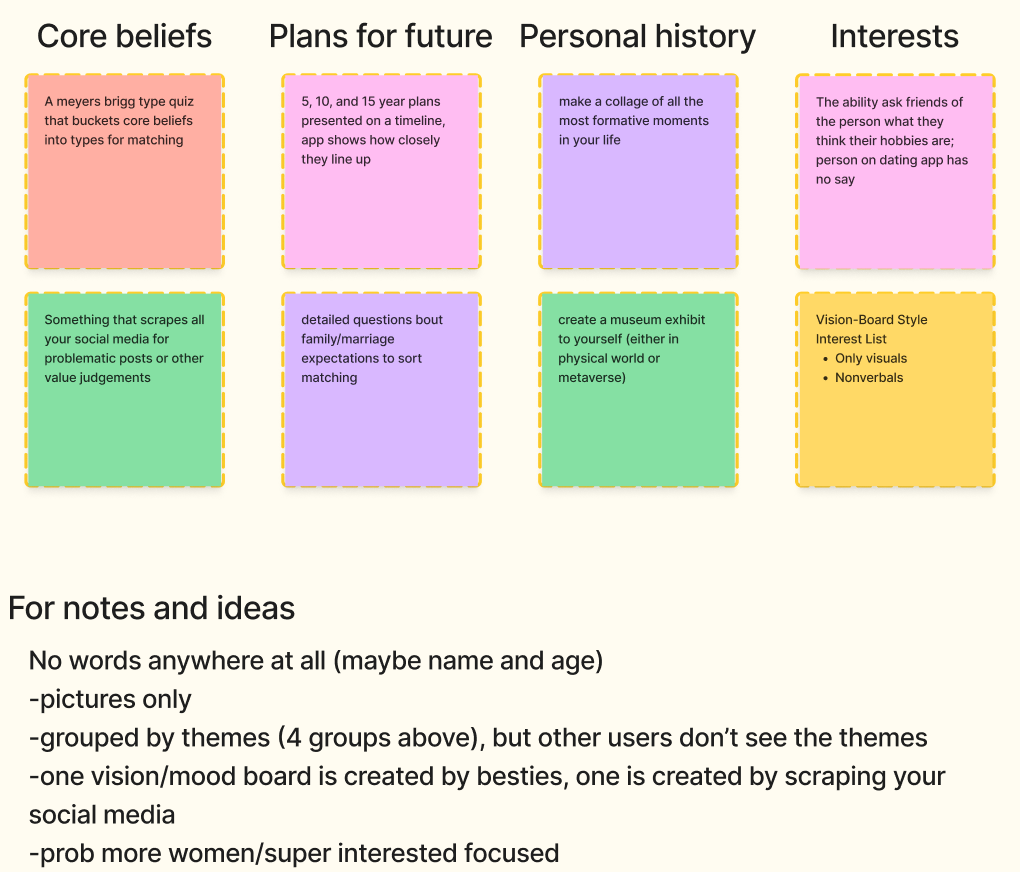 Core beliefs
Plans for future
Personal history
Interests
A meyers brigg type quiz
that buckets core beliefs
into types for matching
5, 10, and 15 year plans
presented on a timeline,
app shows how closely
they line up
make a collage of all the
most formative moments
in your life
The ability ask friends of
the person what they
think their hobbies are;
person on dating app has
no say
Something that scrapes all
your social media for
problematic posts or other
value judgements
detailed questions bout
family/marriage
expectations to sort
matching
create a museum exhibit
to yourself (either in
physical world or
metaverse)
Vision-Board Style
Interest List
• Only visuals
• Nonverbals
For notes and ideas
No words anywhere at all (maybe name and age)
-pictures only
-grouped by themes (4 groups above), but other users don’t see the themes
-one vision/mood board is created by besties, one is created by scraping your
social media
-prob more women/super interested focused